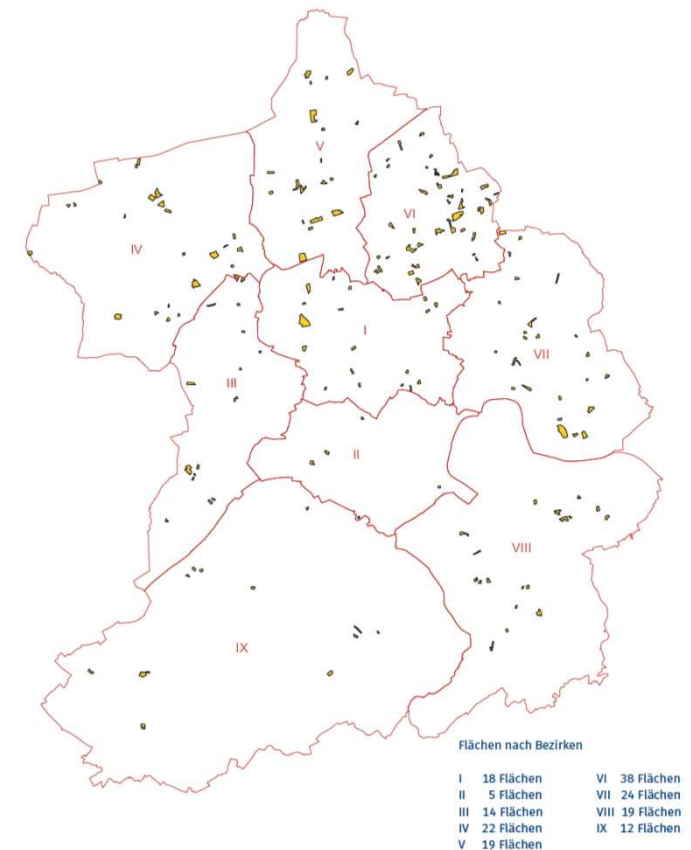 V
VI
IV
I
VII
III
II
VIII
IX
Flächen nach Bezirken
I 18 Flächen
II 5 Flächen
III 14 Flächen
IV 22 Flächen
V 19 Flächen
VI 38 Flächen
VII 24 Flächen
VIII 19 Flächen
IX 12 Flächen